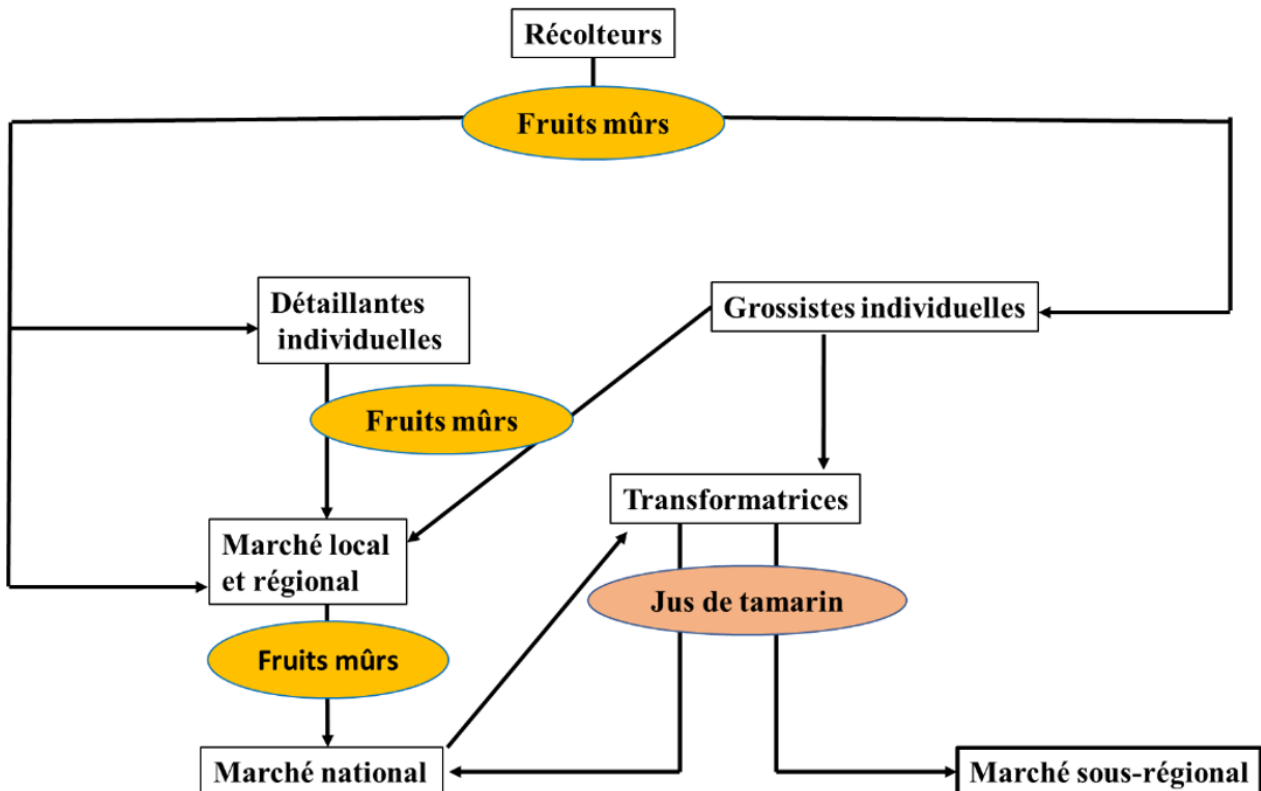 Récolteurs
Fruits mûrs
Détaillantes
individuelles
Grossistes individuelles
Fruits mûrs
Transformatrices
Marché local
et régional
Jus de tamarin
Fruits mûrs
Marché national
Marché sous-régional